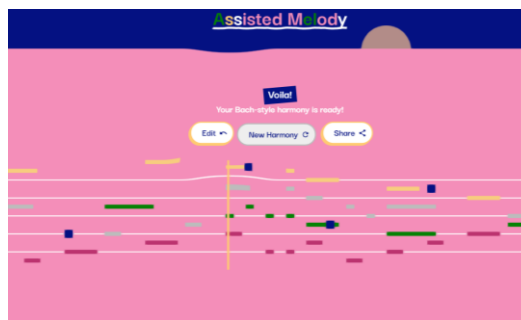 Assisted Melody
Voila!
Your Bach-style harmony is ready!
Edit
New Harmony
Share